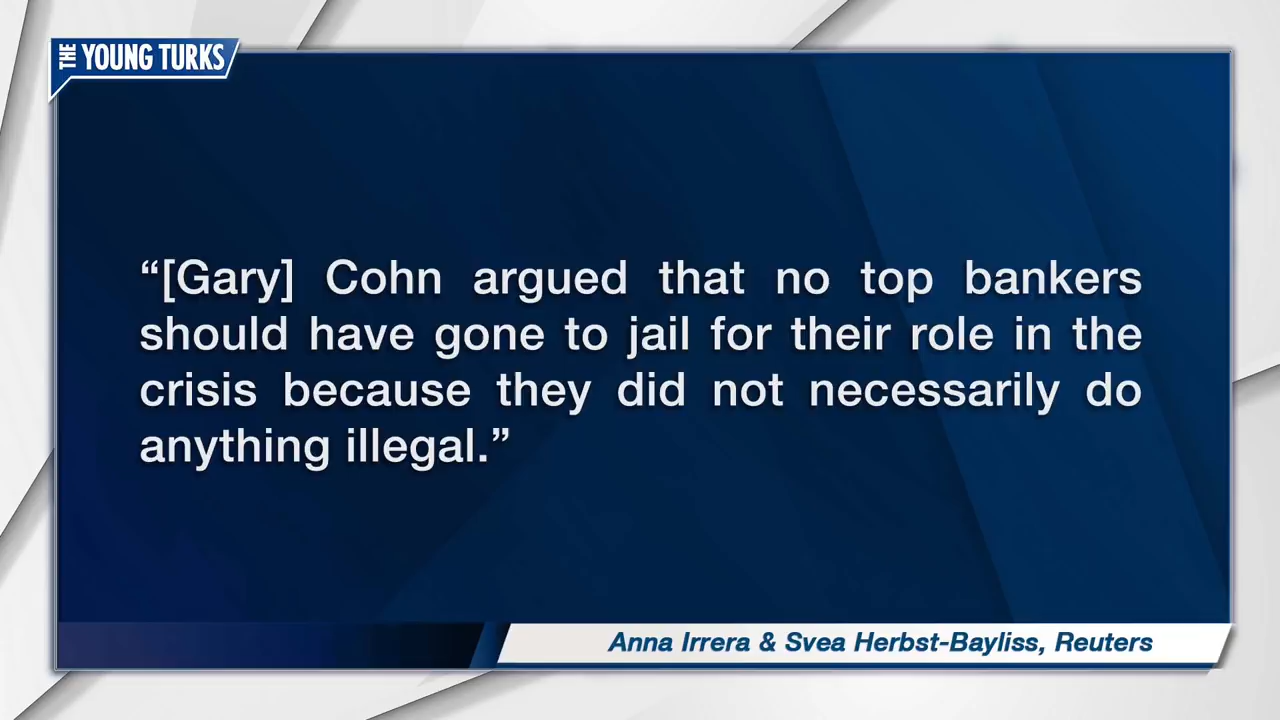 THE YOUNG TURKS
“[Gary] Cohn argued that no top bankers
should have gone to jail for their role in the
crisis because they did not necessarily do
anything illegal.”
Anna Irrera & Svea Herbst-Bayliss, Reuters